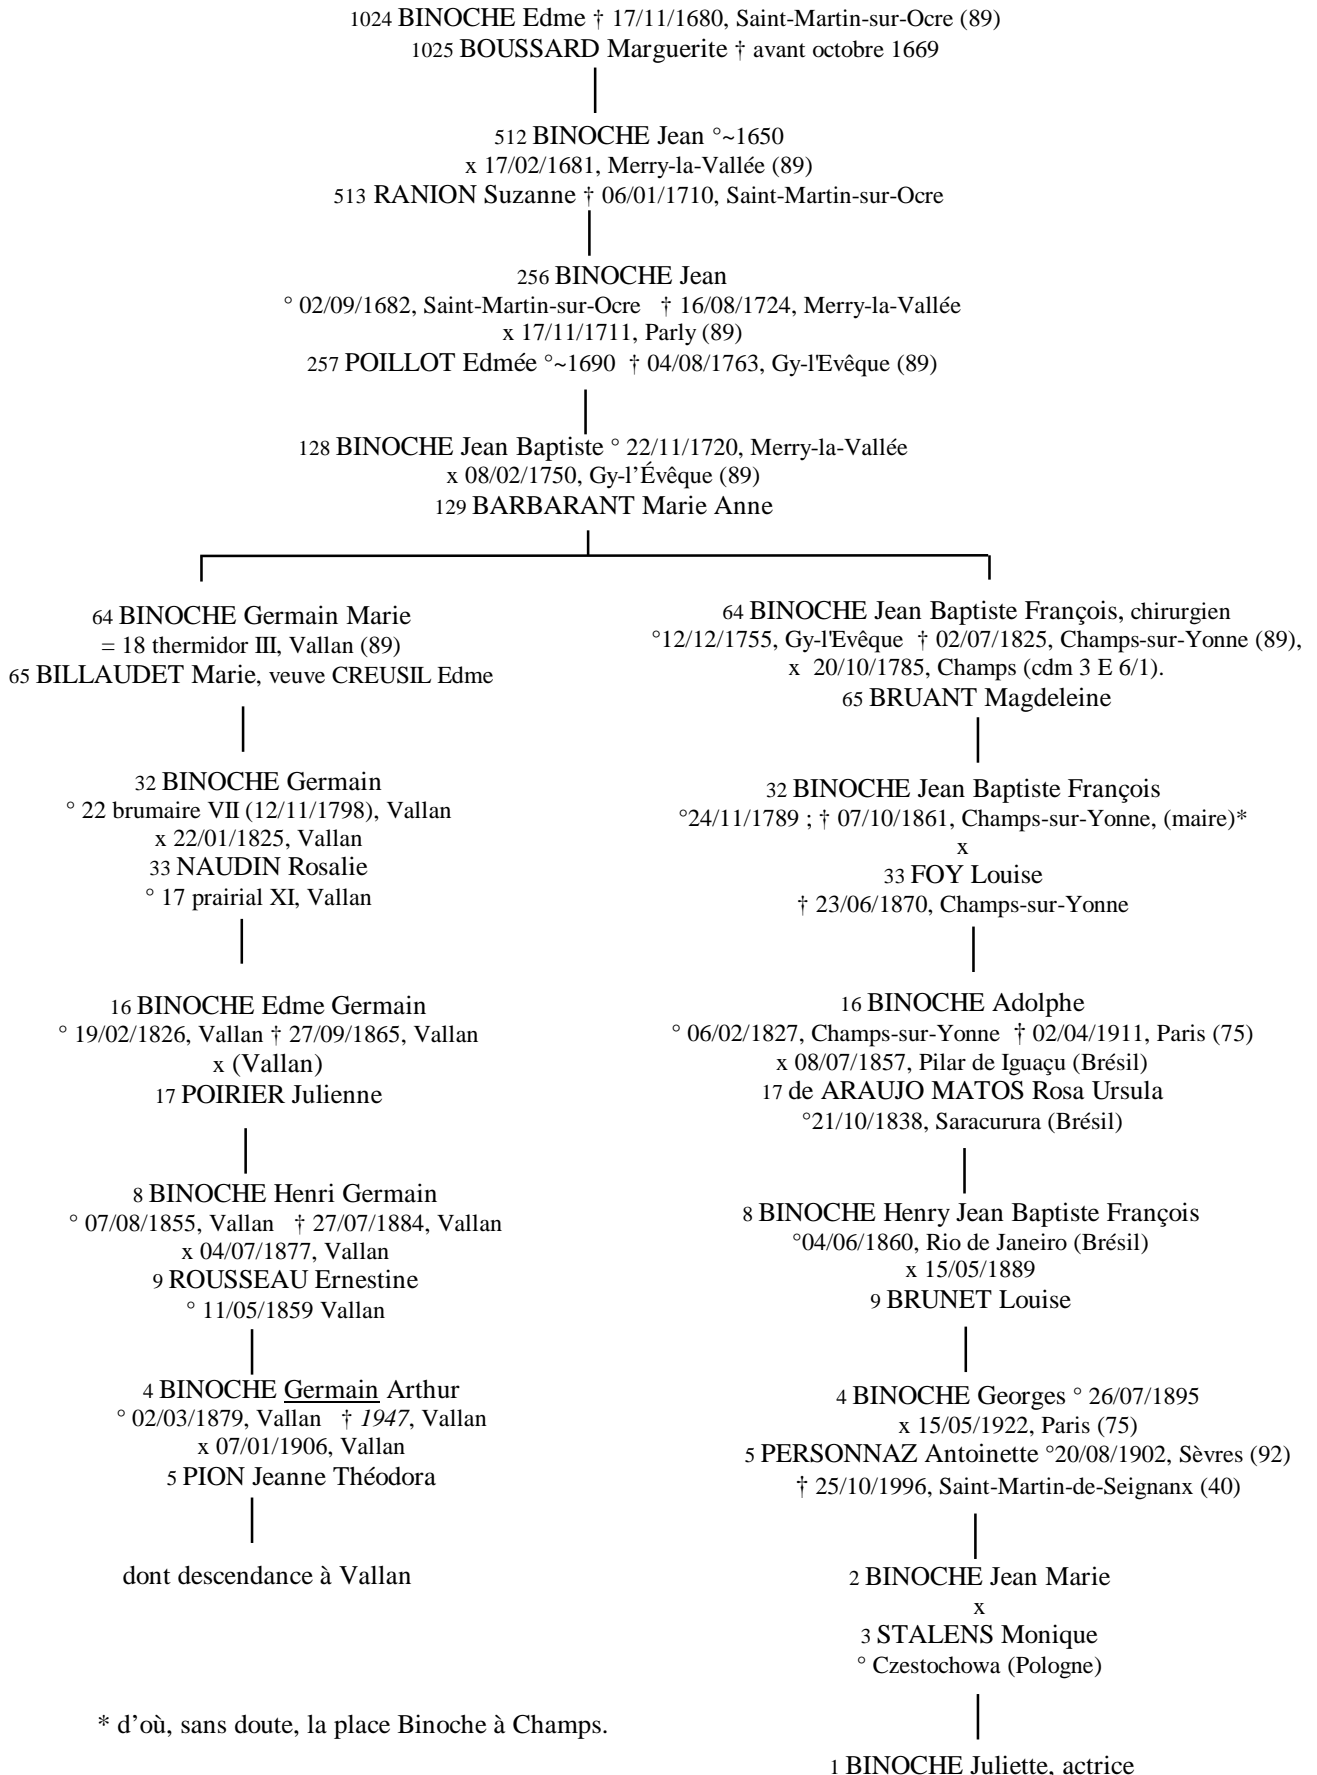 1024 BINOCHE Edme † 17/11/1680, Saint-Martin-sur-Ocre (89)
1025 BOUSSARD Marguerite † avant octobre 1669
512 BINOCHE Jean °~1650
x 17/02/1681, Merry-la-Vallée (89)
513 RANION Suzanne † 06/01/1710, Saint-Martin-sur-Ocre
256 BINOCHE Jean
° 02/09/1682, Saint-Martin-sur-Ocre † 16/08/1724, Merry-la-Vallée
x 17/11/1711, Parly (89)
257 POILLOT Edmée °~1690 † 04/08/1763, Gy-l'Evêque (89)
128 BINOCHE Jean Baptiste ° 22/11/1720, Merry-la-Vallée
x 08/02/1750, Gy-l’Évêque (89)
129 BARBARANT Marie Anne
64 BINOCHE Germain Marie
= 18 thermidor III, Vallan (89)
65 BILLAUDET Marie, veuve CREUSIL Edme
32 BINOCHE Germain
° 22 brumaire VII (12/11/1798), Vallan
x 22/01/1825, Vallan
33 NAUDIN Rosalie
° 17 prairial XI, Vallan
16 BINOCHE Edme Germain
° 19/02/1826, Vallan † 27/09/1865, Vallan
x (Vallan)
17 POIRIER Julienne
8 BINOCHE Henri Germain
° 07/08/1855, Vallan † 27/07/1884, Vallan
x 04/07/1877, Vallan
9 ROUSSEAU Ernestine
° 11/05/1859 Vallan
4 BINOCHE Germain Arthur
° 02/03/1879, Vallan † 1947, Vallan
x 07/01/1906, Vallan
5 PION Jeanne Théodora
dont descendance à Vallan
64 BINOCHE Jean Baptiste François, chirurgien
°12/12/1755, Gy-l'Evêque † 02/07/1825, Champs-sur-Yonne (89),
x 20/10/1785, Champs (cdm 3 E 6/1).
65 BRUANT Magdeleine
32 BINOCHE Jean Baptiste François
°24/11/1789 ; † 07/10/1861, Champs-sur-Yonne, (maire)*
x
33 FOY Louise
† 23/06/1870, Champs-sur-Yonne
16 BINOCHE Adolphe
° 06/02/1827, Champs-sur-Yonne † 02/04/1911, Paris (75)
x 08/07/1857, Pilar de Iguaçu (Brésil)
17 de ARAUJO MATOS Rosa Ursula
°21/10/1838, Saracurura (Brésil)
8 BINOCHE Henry Jean Baptiste François
°04/06/1860, Rio de Janeiro (Brésil)
x 15/05/1889
9 BRUNET Louise
4 BINOCHE Georges ° 26/07/1895
x 15/05/1922, Paris (75)
5 PERSONNAZ Antoinette °20/08/1902, Sèvres (92)
† 25/10/1996, Saint-Martin-de-Seignanx (40)
2 BINOCHE Jean Marie
x
3 STALENS Monique
° Czestochowa (Pologne)
* d’où, sans doute, la place Binoche à Champs.
1 BINOCHE Juliette, actrice